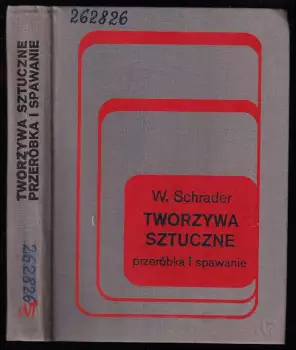 262826
W. Schrader
TWORZYWA
SZTUCZNE
przeróbka i spawanie
TWORZYWA SZTUCZNE
PRZERÓBKA I SPAWANIE
262826